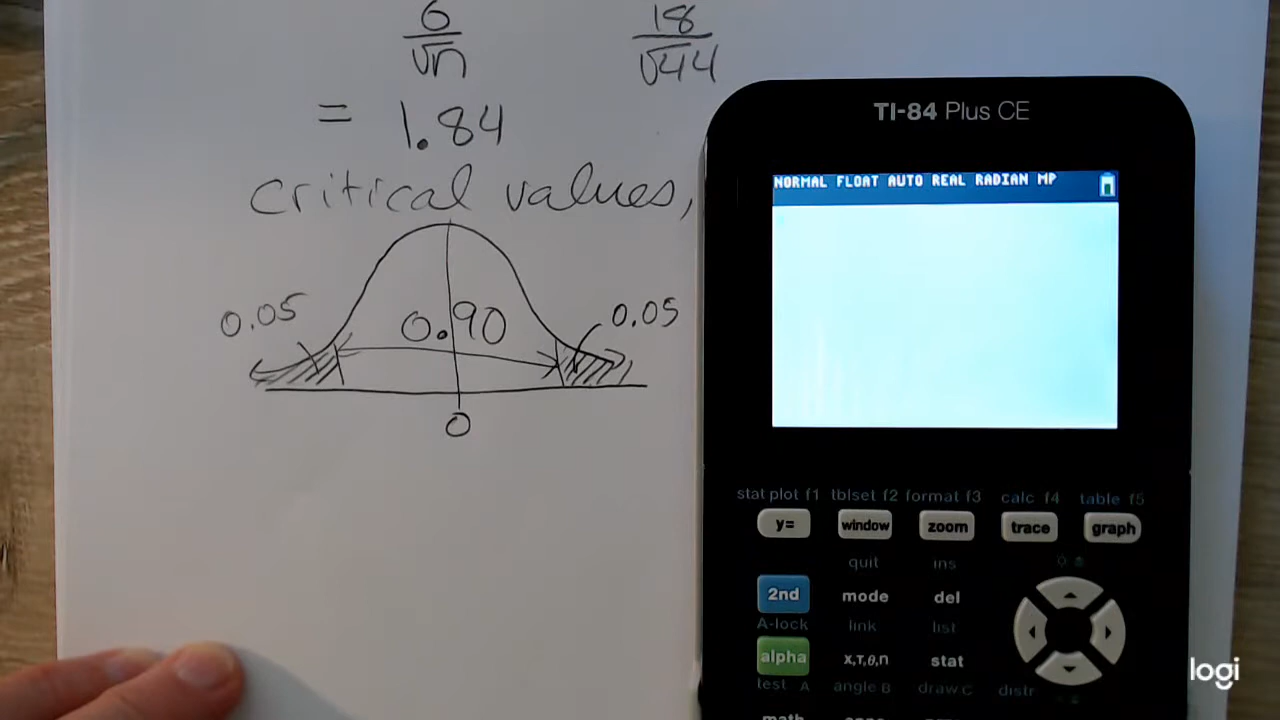 6 18
√n √44
= 1.84
critical values,
0.05 0.90 0.05
0
TI-84 Plus CE
NORMAL FLOAT AUTO REAL RADIAN MP
stat plot f1 tblset f2 format f3 calc f4 table f5
y= window zoom trace graph
quit ins
2nd mode del
A-lock link list
alpha x,T,θ,n stat
test A angle B draw C distr
math
logi